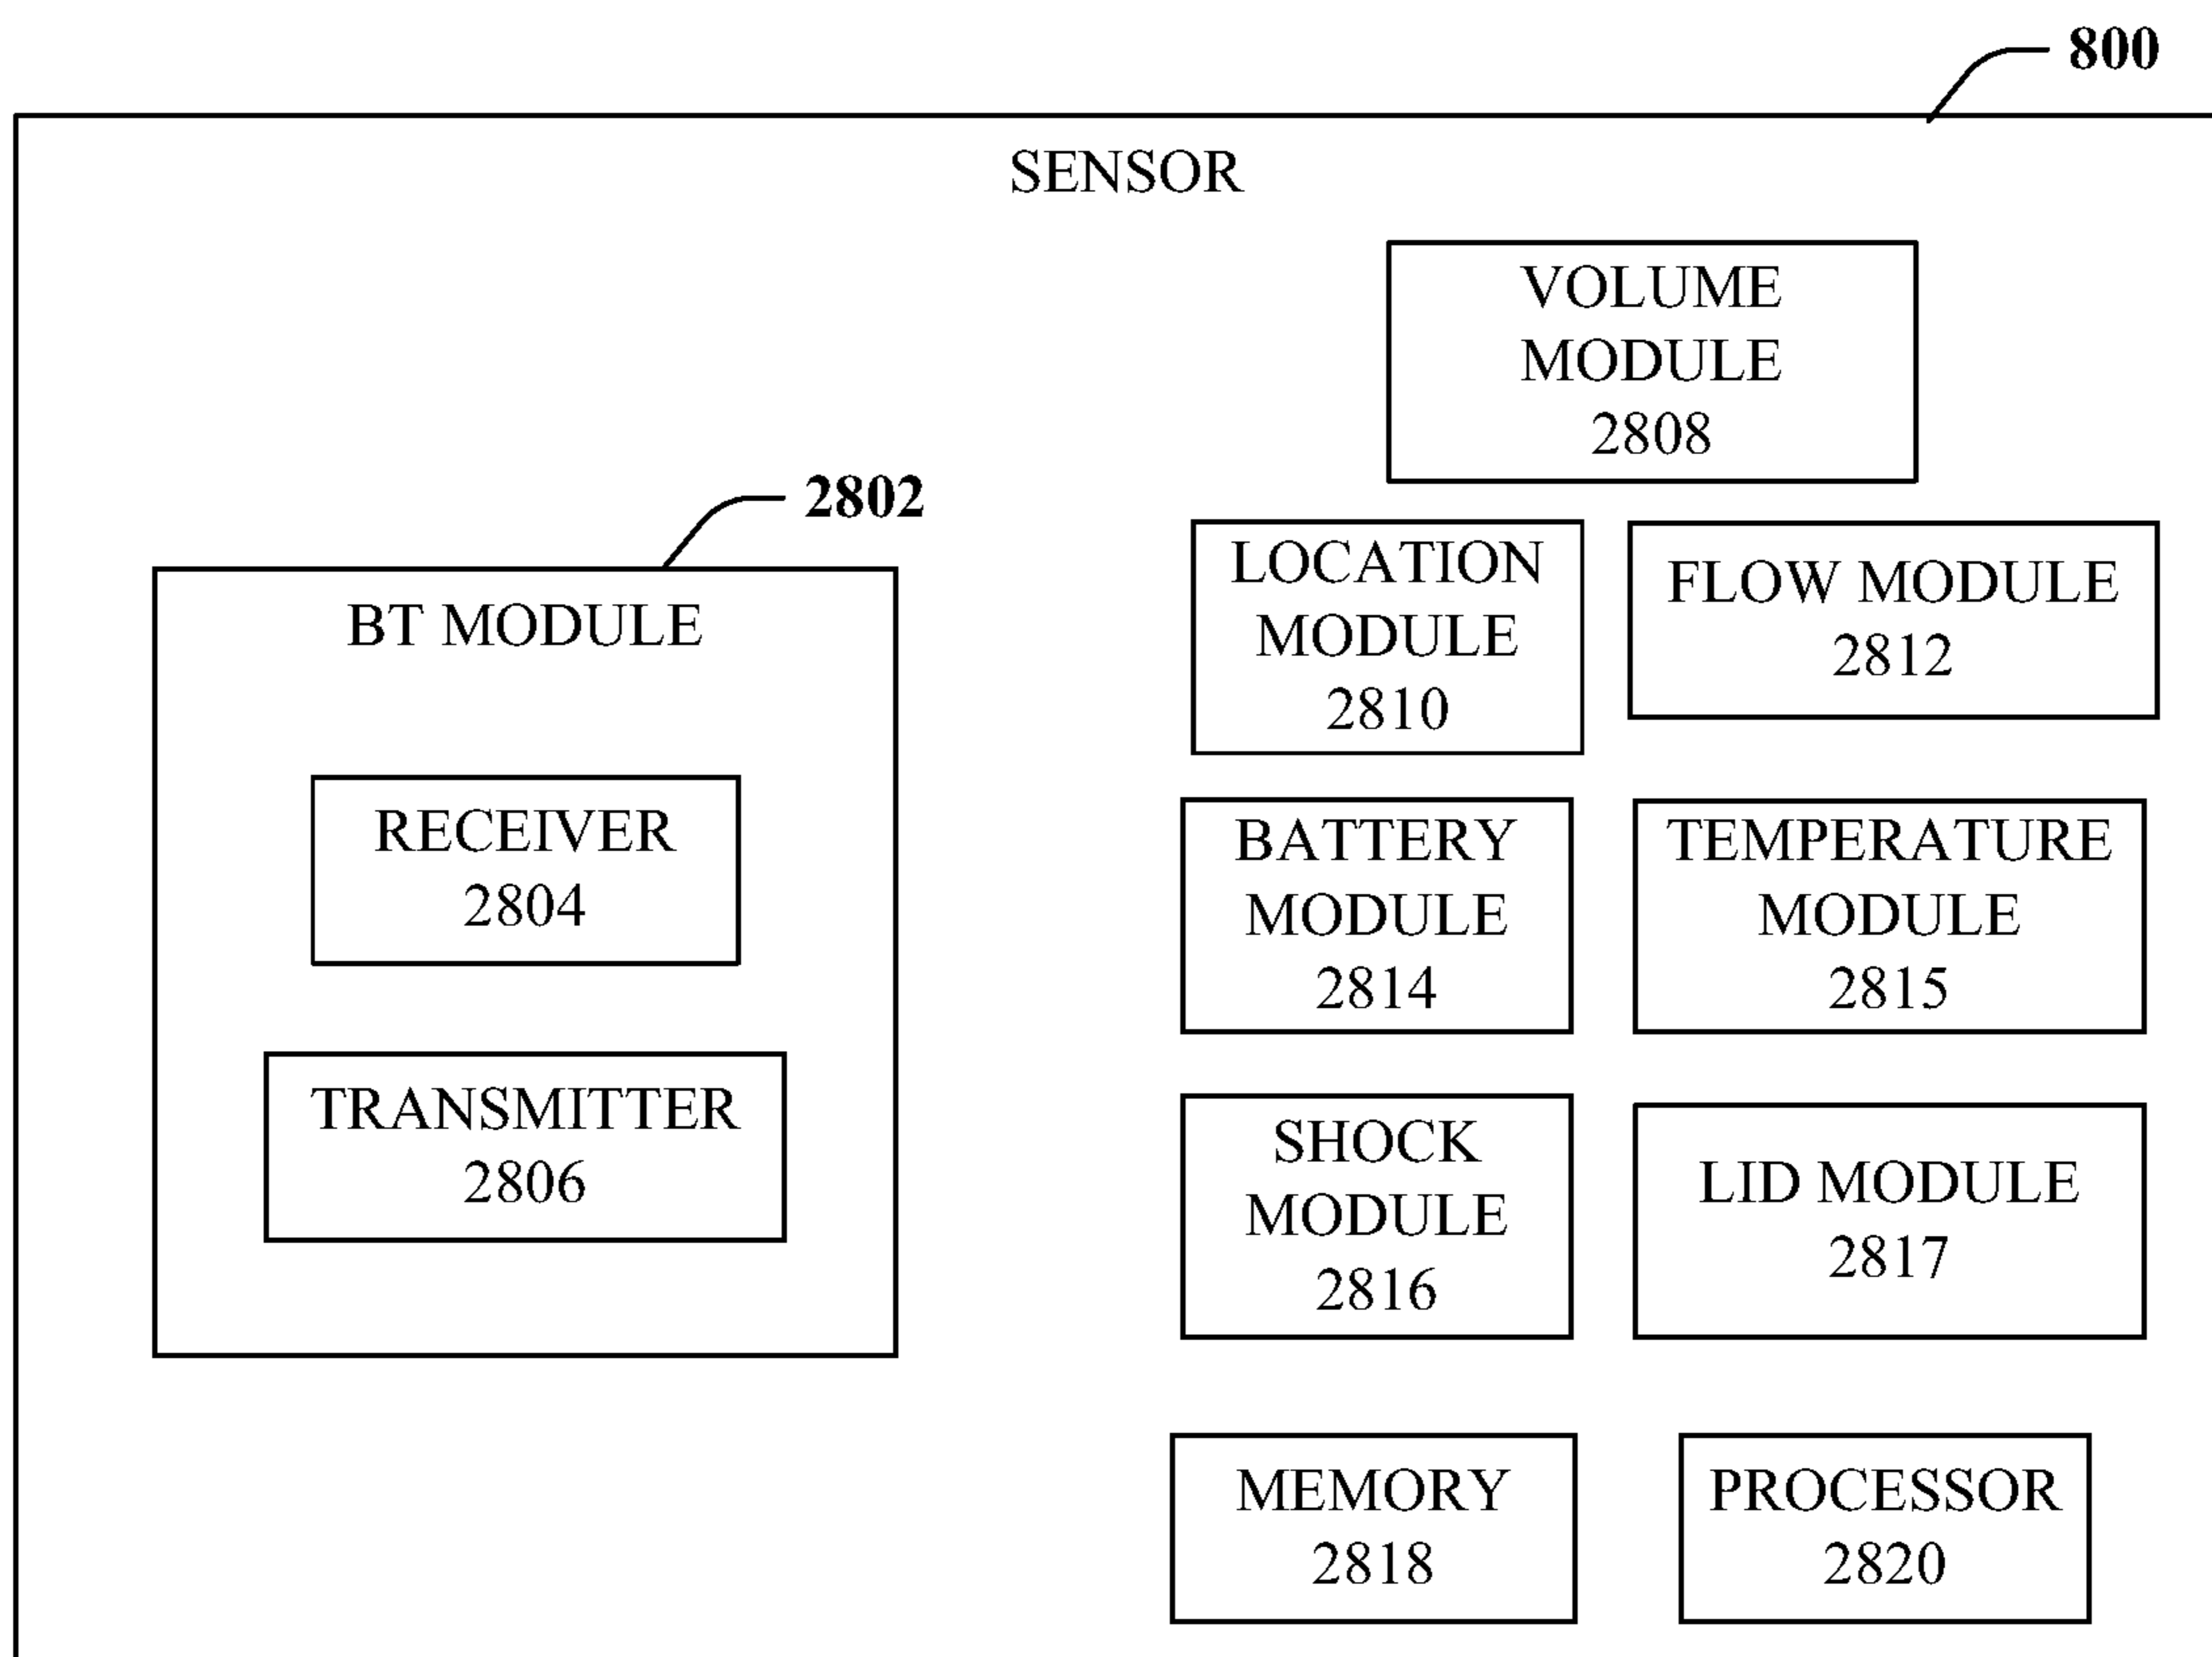 800
SENSOR
VOLUME
MODULE
2808
2802
BT MODULE
RECEIVER
2804
TRANSMITTER
2806
LOCATION
MODULE
2810
FLOW MODULE
2812
BATTERY
MODULE
2814
TEMPERATURE
MODULE
2815
SHOCK
MODULE
2816
LID MODULE
2817
MEMORY
2818
PROCESSOR
2820